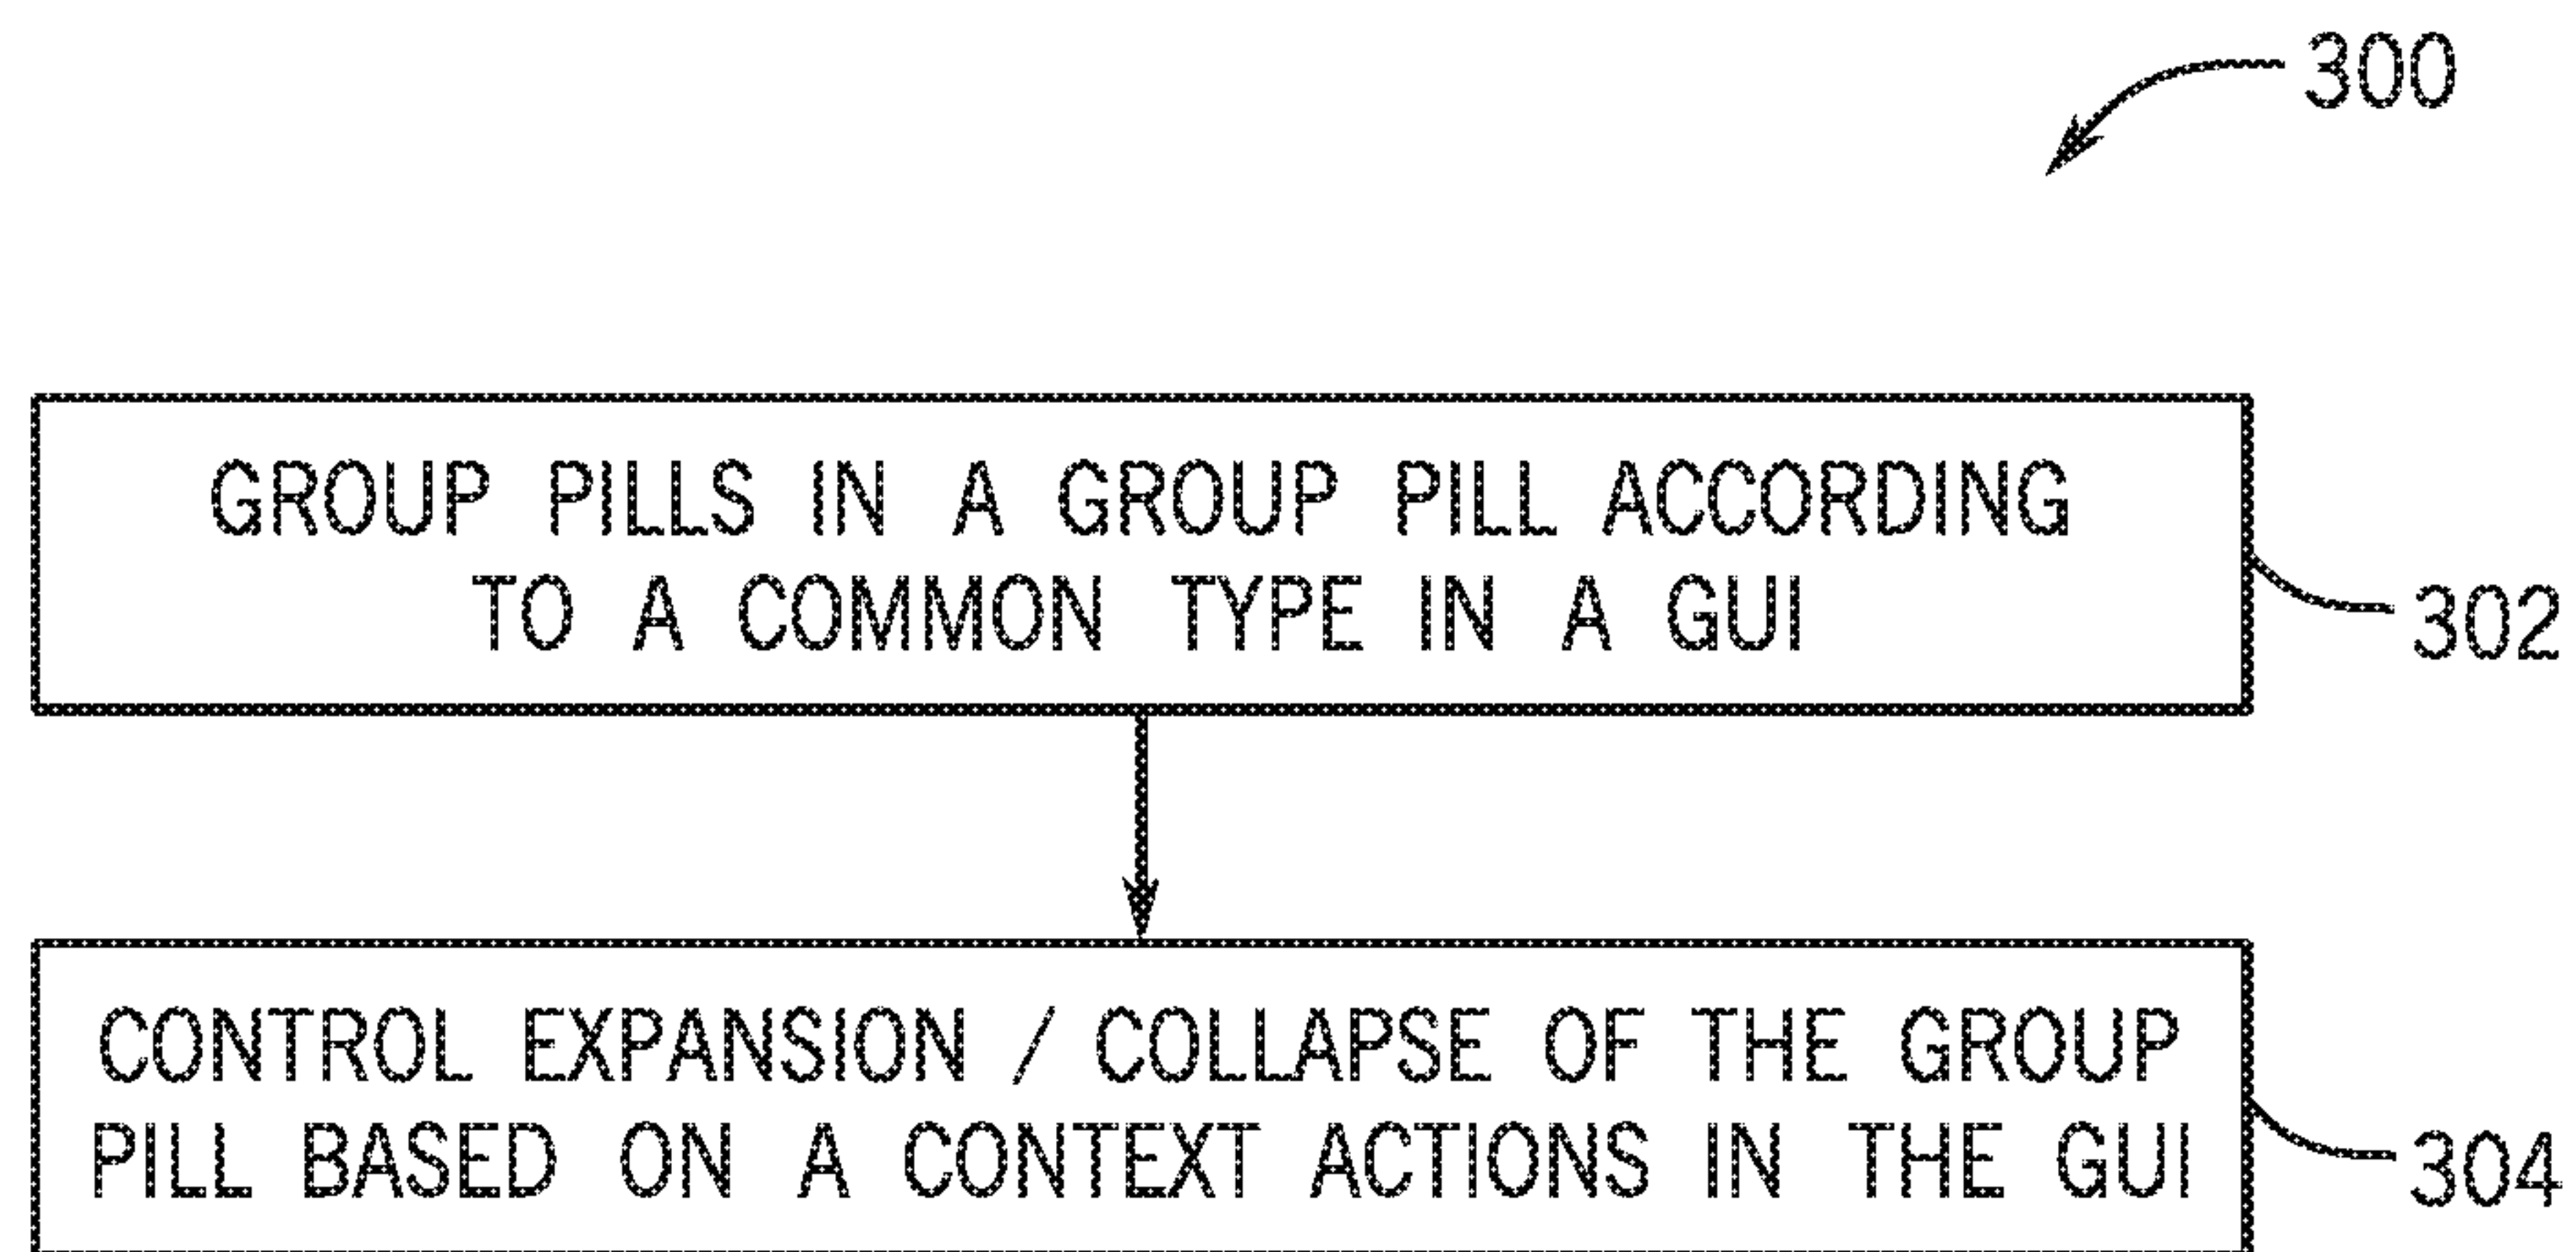 300
GROUP PILLS IN A GROUP PILL ACCORDING
TO A COMMON TYPE IN A GUI
302
CONTROL EXPANSION / COLLAPSE OF THE GROUP
PILL BASED ON A CONTEXT ACTIONS IN THE GUI
304